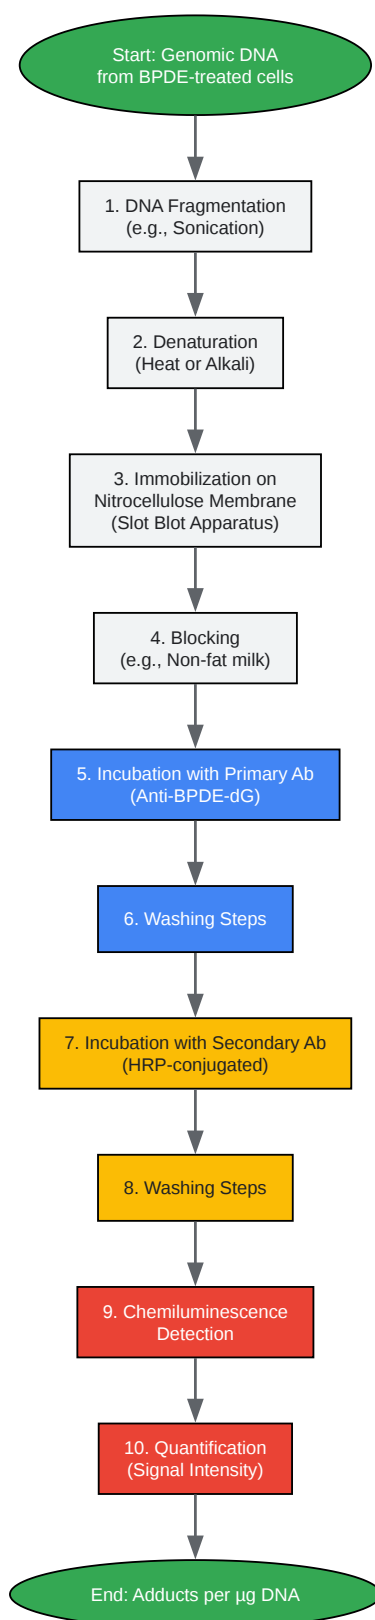 Start: Genomic DNA
from BPDE-treated cells
1. DNA Fragmentation
(e.g., Sonication)
2. Denaturation
(Heat or Alkali)
3. Immobilization on
Nitrocellulose Membrane
(Slot Blot Apparatus)
4. Blocking
(e.g., Non-fat milk)
5. Incubation with Primary Ab
(Anti-BPDE-dG)
6. Washing Steps
7. Incubation with Secondary Ab
(HRP-conjugated)
8. Washing Steps
9. Chemiluminescence
Detection
10. Quantification
(Signal Intensity)
End: Adducts per µg DNA